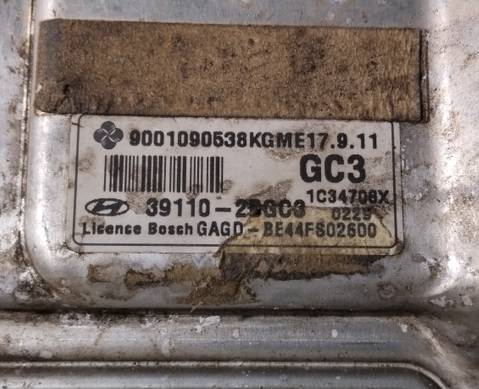 9001090538KGME17.9.11
GC3
1C34706X
39110-2BGC3 0229
Licence Bosch GAGD-BE44FS02600